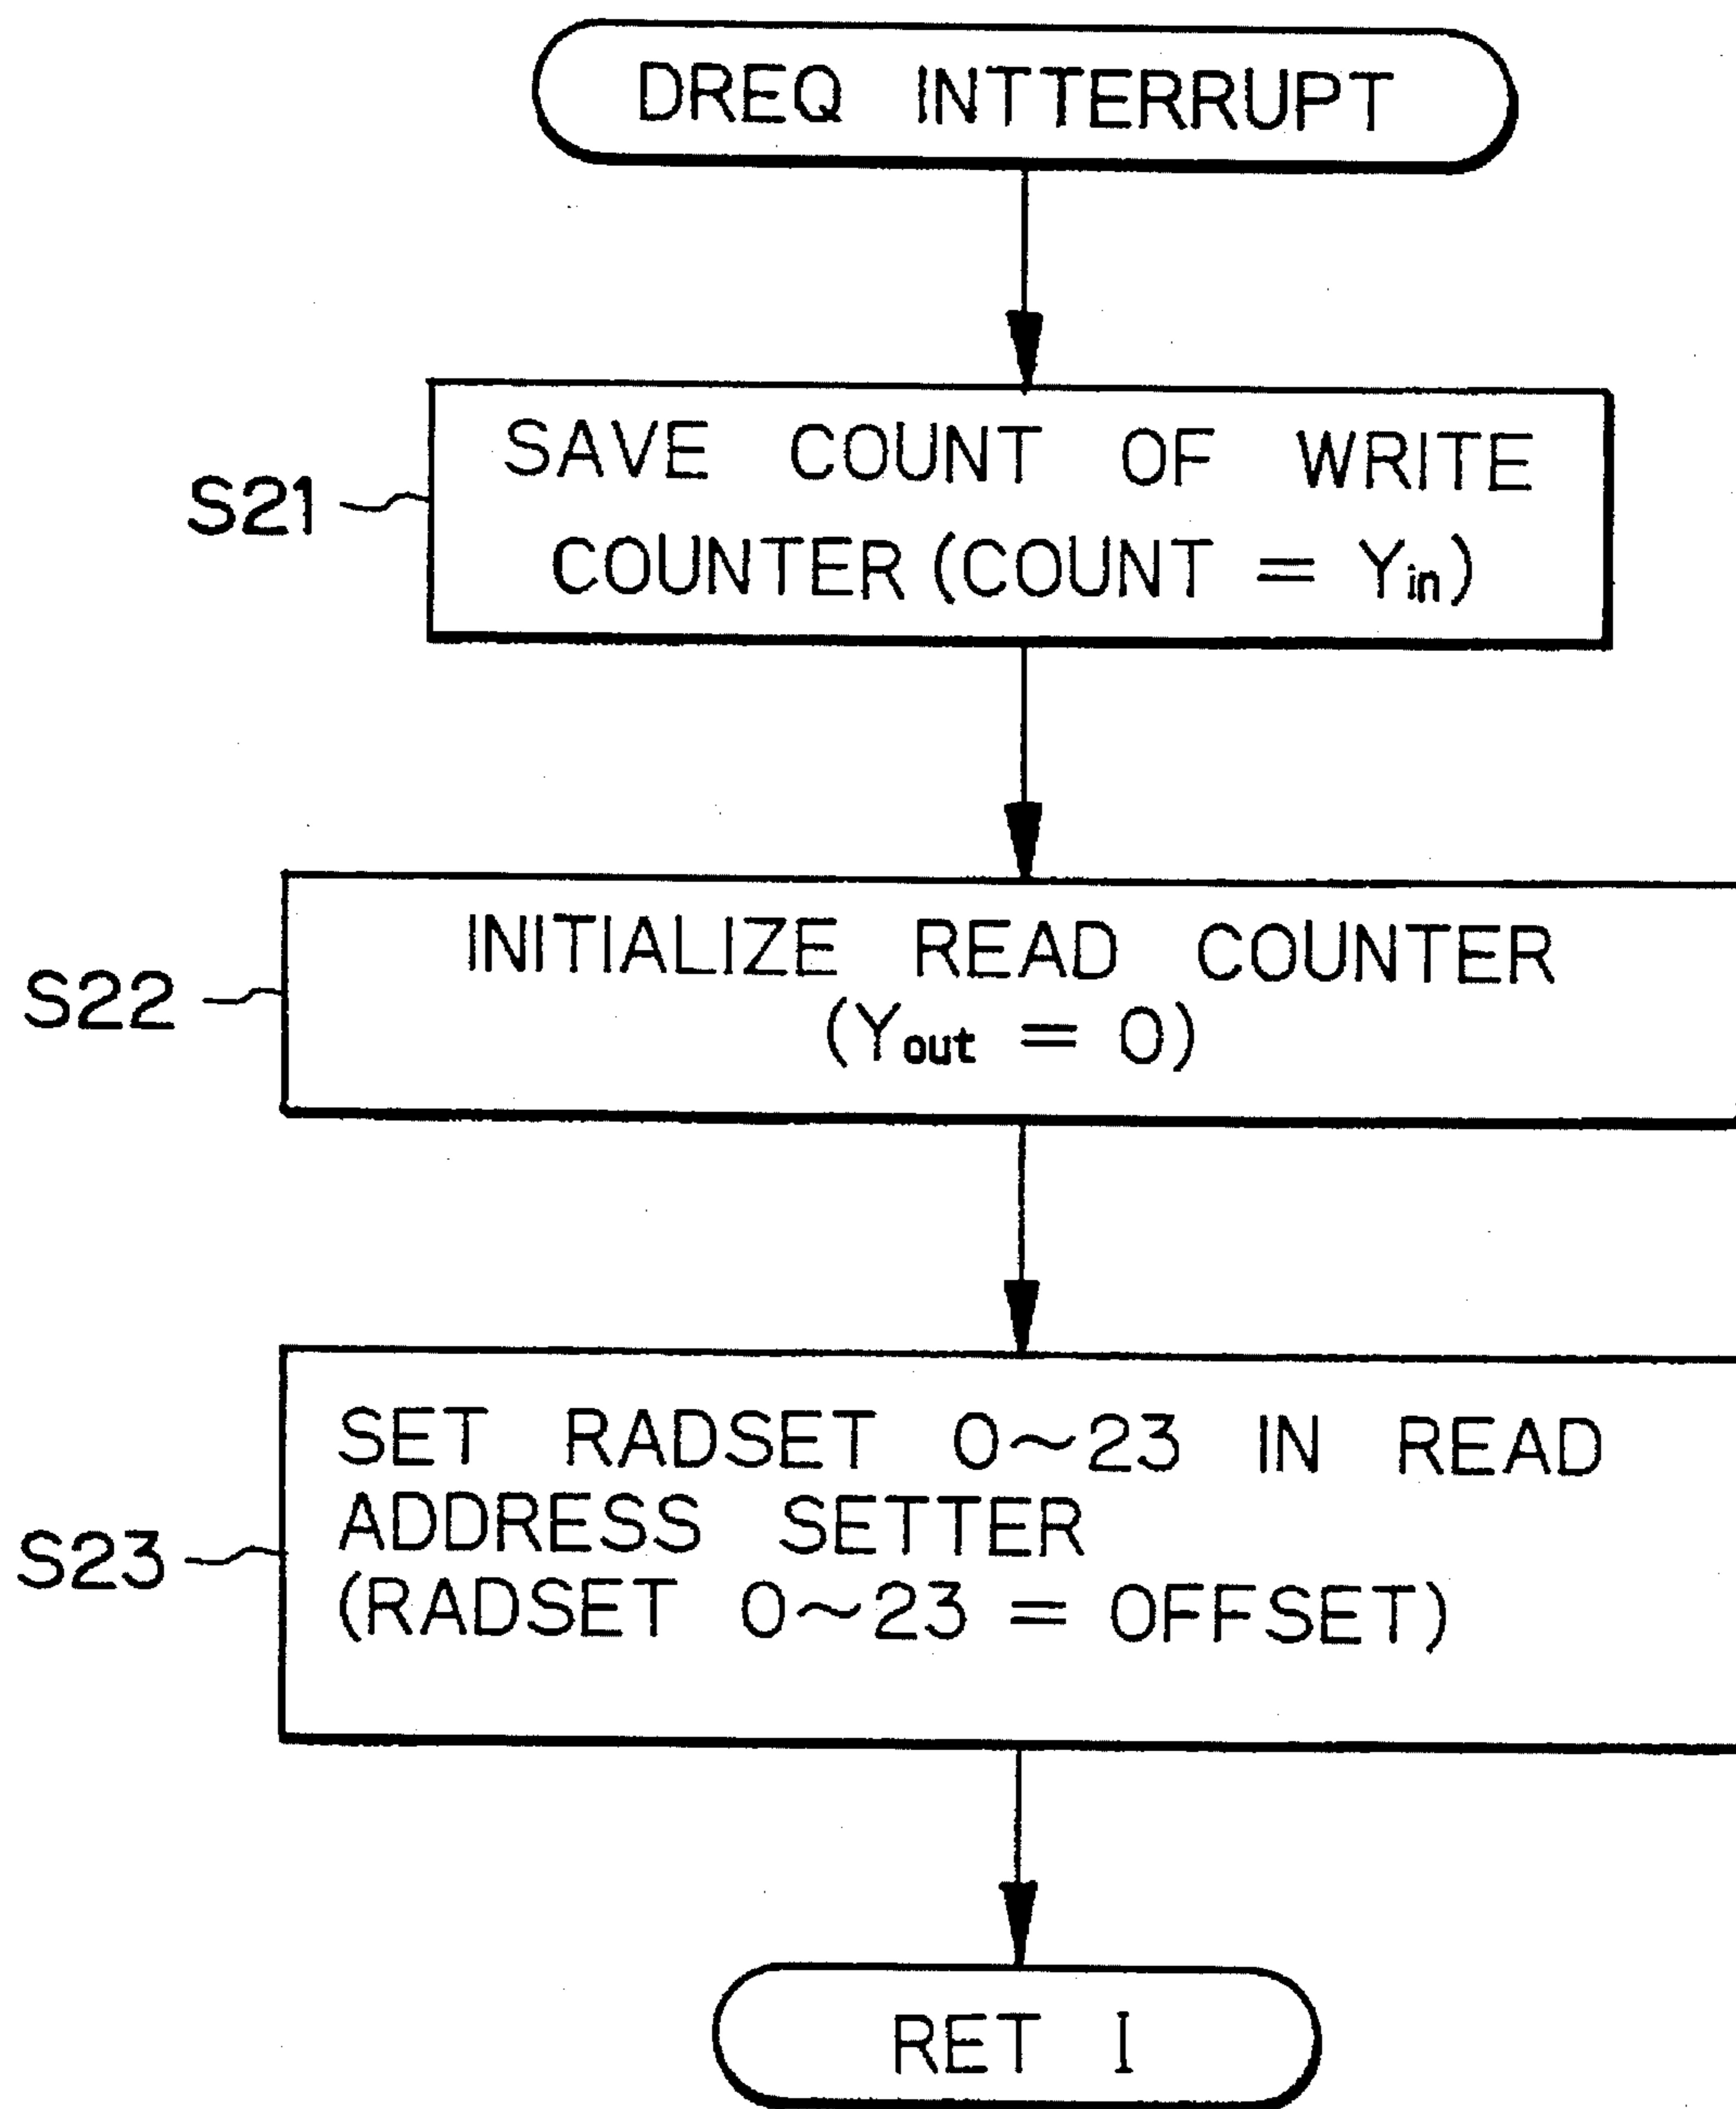 DREQ INTTERRUPT
SAVE COUNT OF WRITE
S21
COUNTER (COUNT = Yin)
INITIALIZE READ COUNTER
S22
(Yout = 0)
SET RADSET 0~23 IN READ
ADDRESS SETTER
S23
(RADSET 0~23 = OFFSET)
RET I